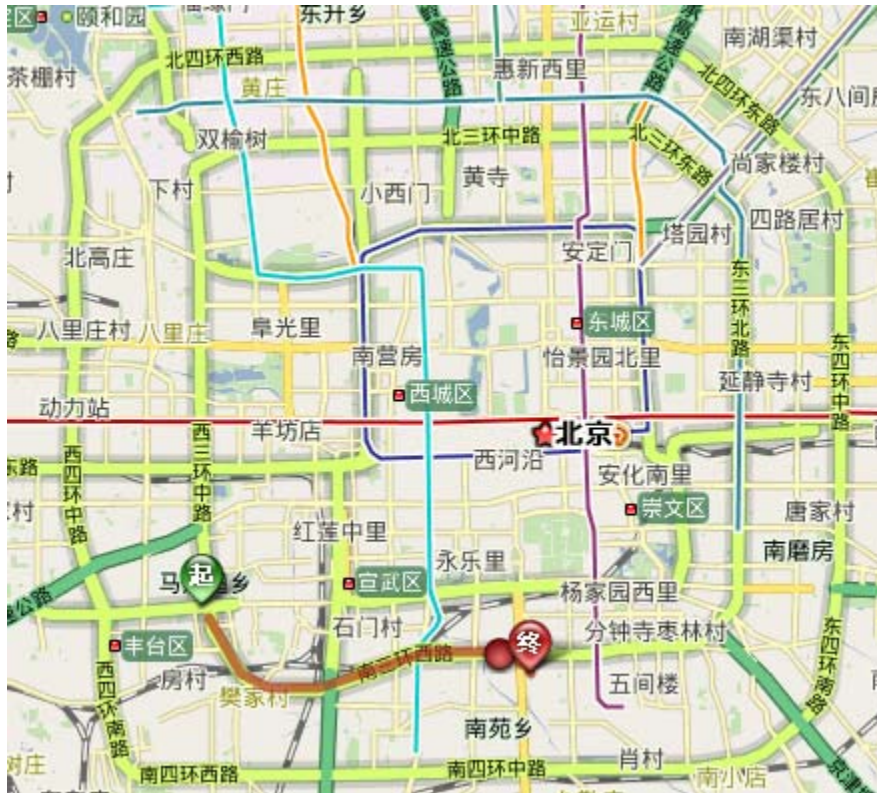 颐和园
东升乡
亚运村
南湖渠村
北四环西路
惠新西里
茶棚村
黄庄
北四环东路
东八间房
双榆树
北三环中路
北三环东路
尚家楼村
下村
小西门
黄寺
四路居村
塔园村
安定门
北高庄
东三环北路
八里庄村
八里庄
阜光里
东城区
南营房
怡景园北里
东四环中路
延静寺村
西城区
动力站
羊坊店
北京
西三环中路
西四环中路
西河沿
安化南里
东路
崇文区
唐家村
红莲中里
南磨房
永乐里
起
宣武区
杨家园西里
公路
石门村
终
分钟寺枣林村
丰台区
南三环西路
东四环南路
房村
樊家村
五间楼
西四环南路
南苑乡
肖村
树庄
南四环西路
南四环中路
南小店
京津